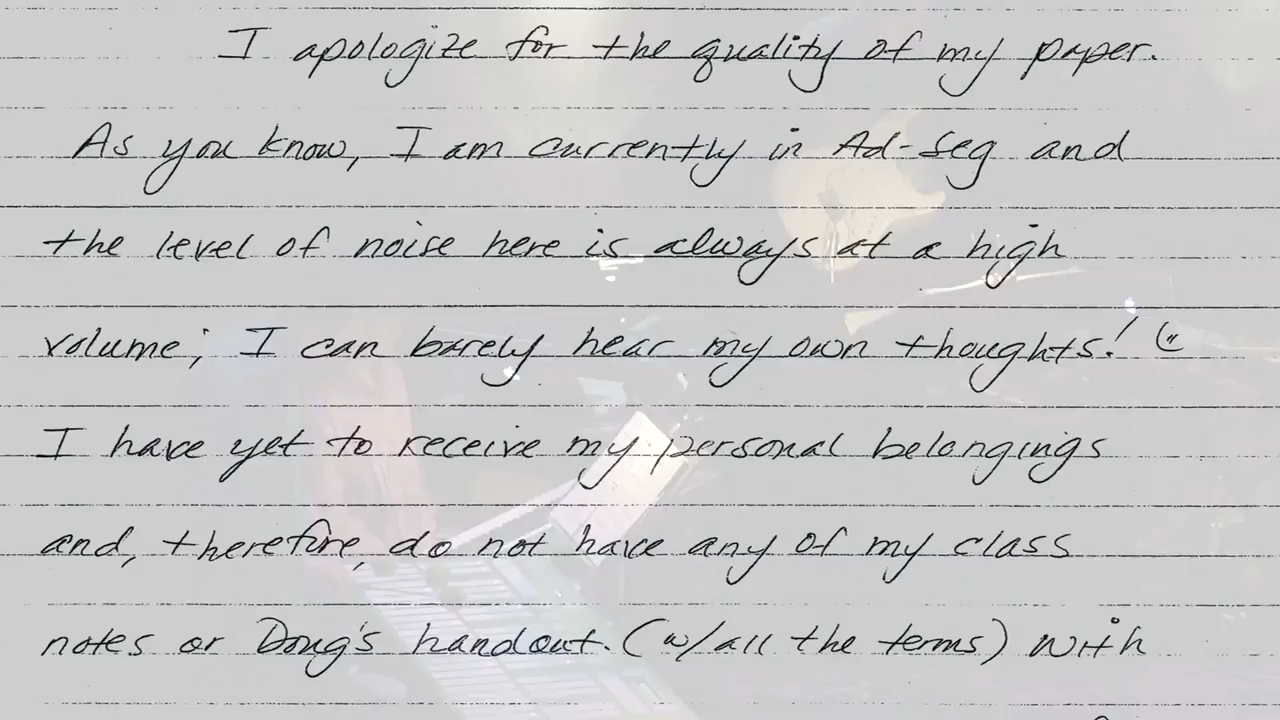 I apologize for the quality of my paper.
As you know, I am currently in Ad-Seg and
the level of noise here is always at a high
volume; I can barely hear my own thoughts! (:
I have yet to receive my personal belongings
and, therefore, do not have any of my class
notes or Doug's handout. (w/all the terms) with